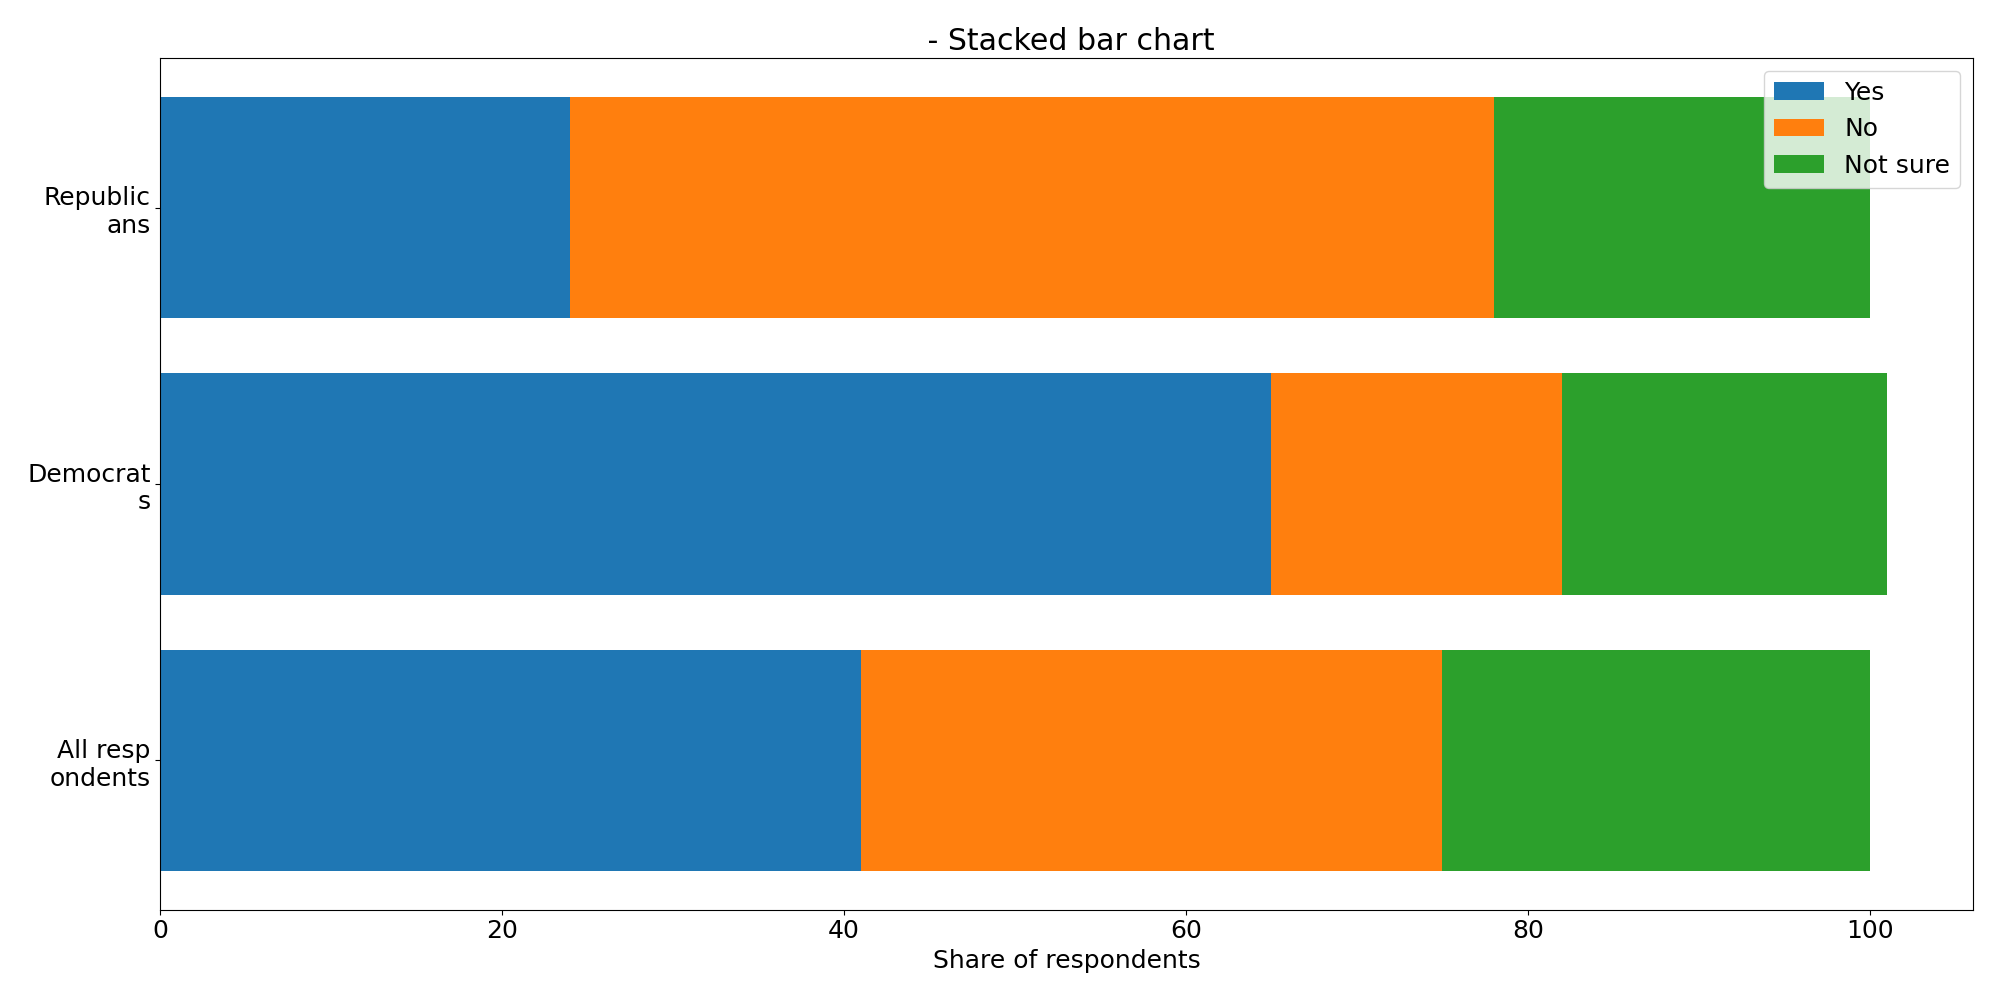 - Stacked bar chart
Yes
No
Not sure
Republic
ans
Democrat
s
All resp
ondents
0 20 40 60 80 100
Share of respondents